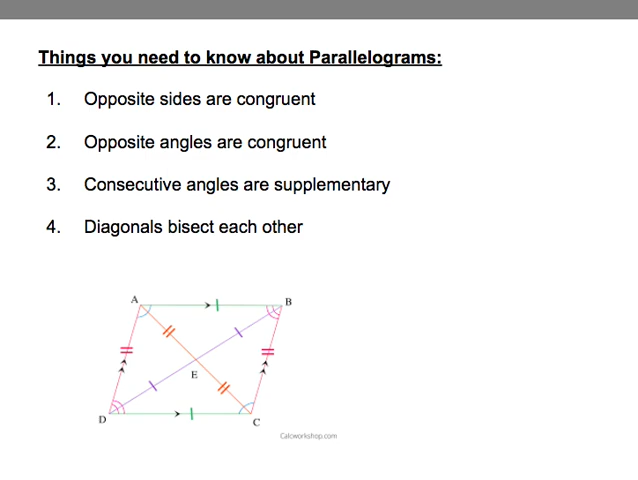 Things you need to know about Parallelograms:
1. Opposite sides are congruent
2. Opposite angles are congruent
3. Consecutive angles are supplementary
4. Diagonals bisect each other
A
B
E
D
C
Calcworkshop.com